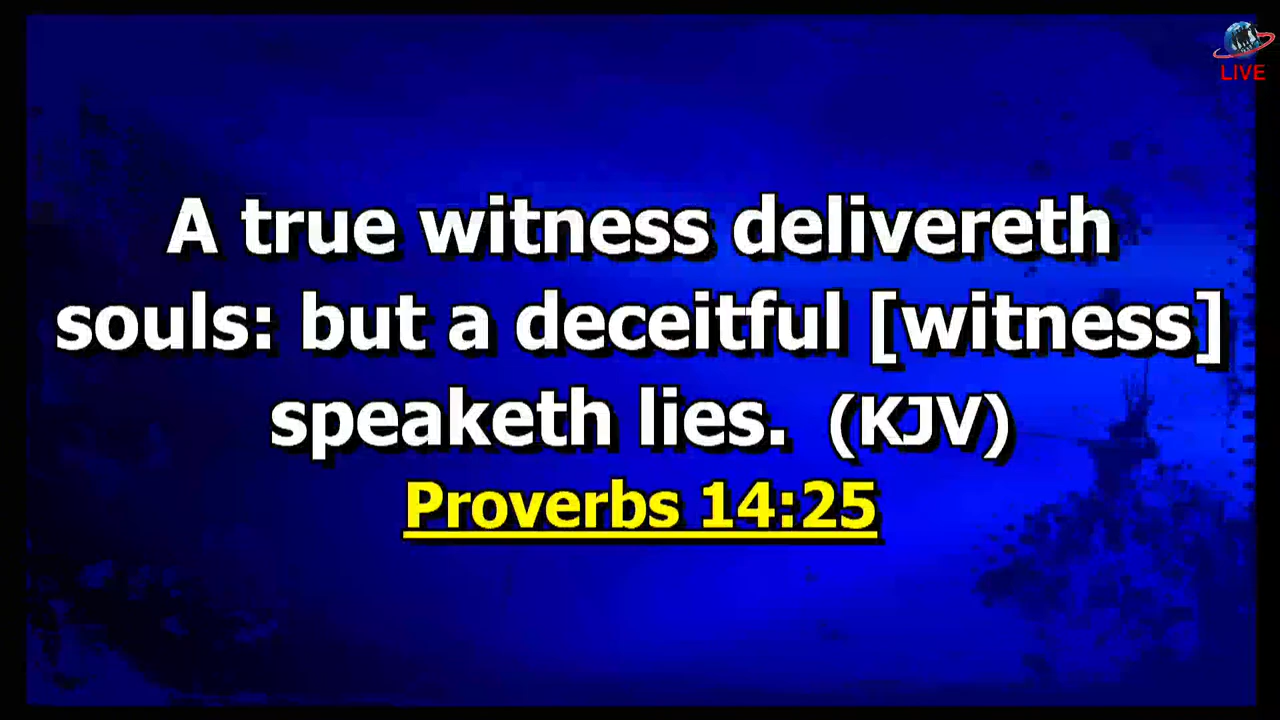 LIVE
A true witness delivereth
souls: but a deceitful [witness]
speaketh lies.  (KJV)
Proverbs 14:25